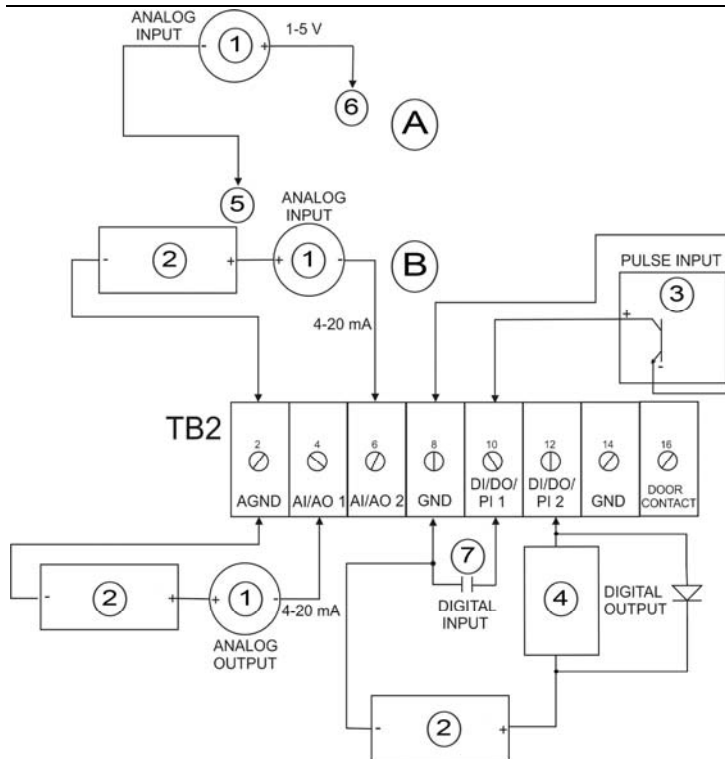 ANALOG
INPUT
- 1 +
1-5 V
6
A
5
ANALOG
INPUT
- 2 +
+ 1 -
B
4-20 mA
PULSE INPUT
3
+
-
TB2
2 4 6 8 10 12 14 16
AGND
AI/AO 1
AI/AO 2
GND
DI/DO/
PI 1
DI/DO/
PI 2
GND
DOOR
CONTACT
- 2 +
+ 1 -
4-20 mA
ANALOG
OUTPUT
7
DIGITAL
INPUT
4
DIGITAL
OUTPUT
- 2 +